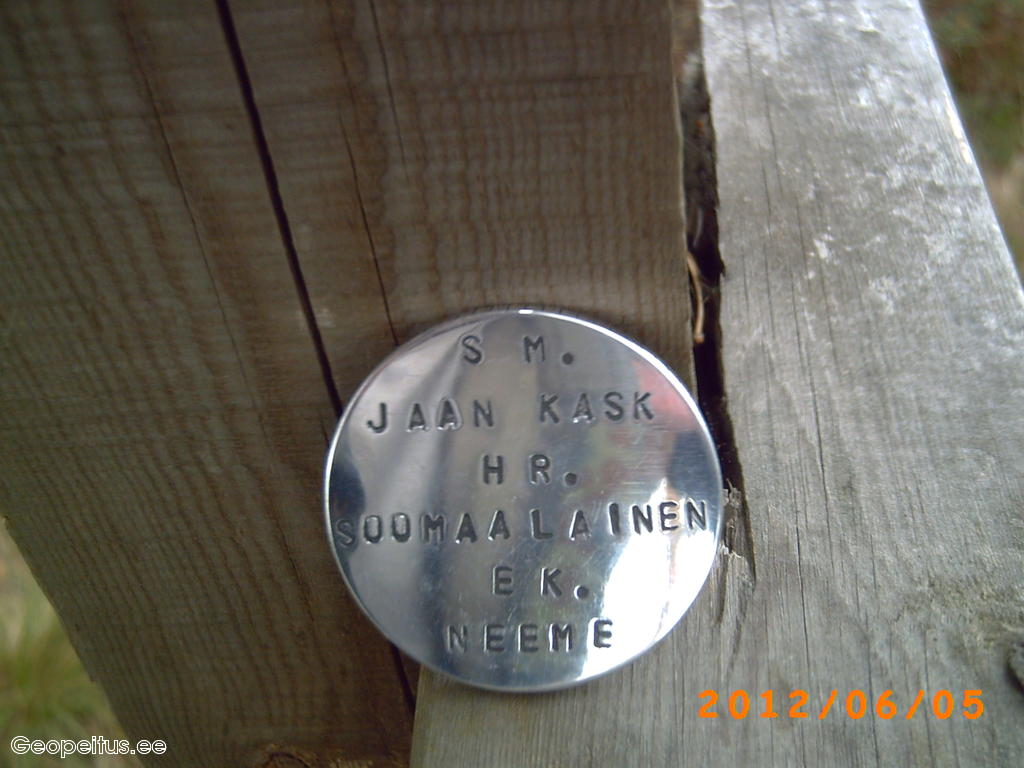 S M.
JAAN KASK
HR.
SOOMAALAINEN
EK.
NEEME
2012/06/05
Geopeitus.ee